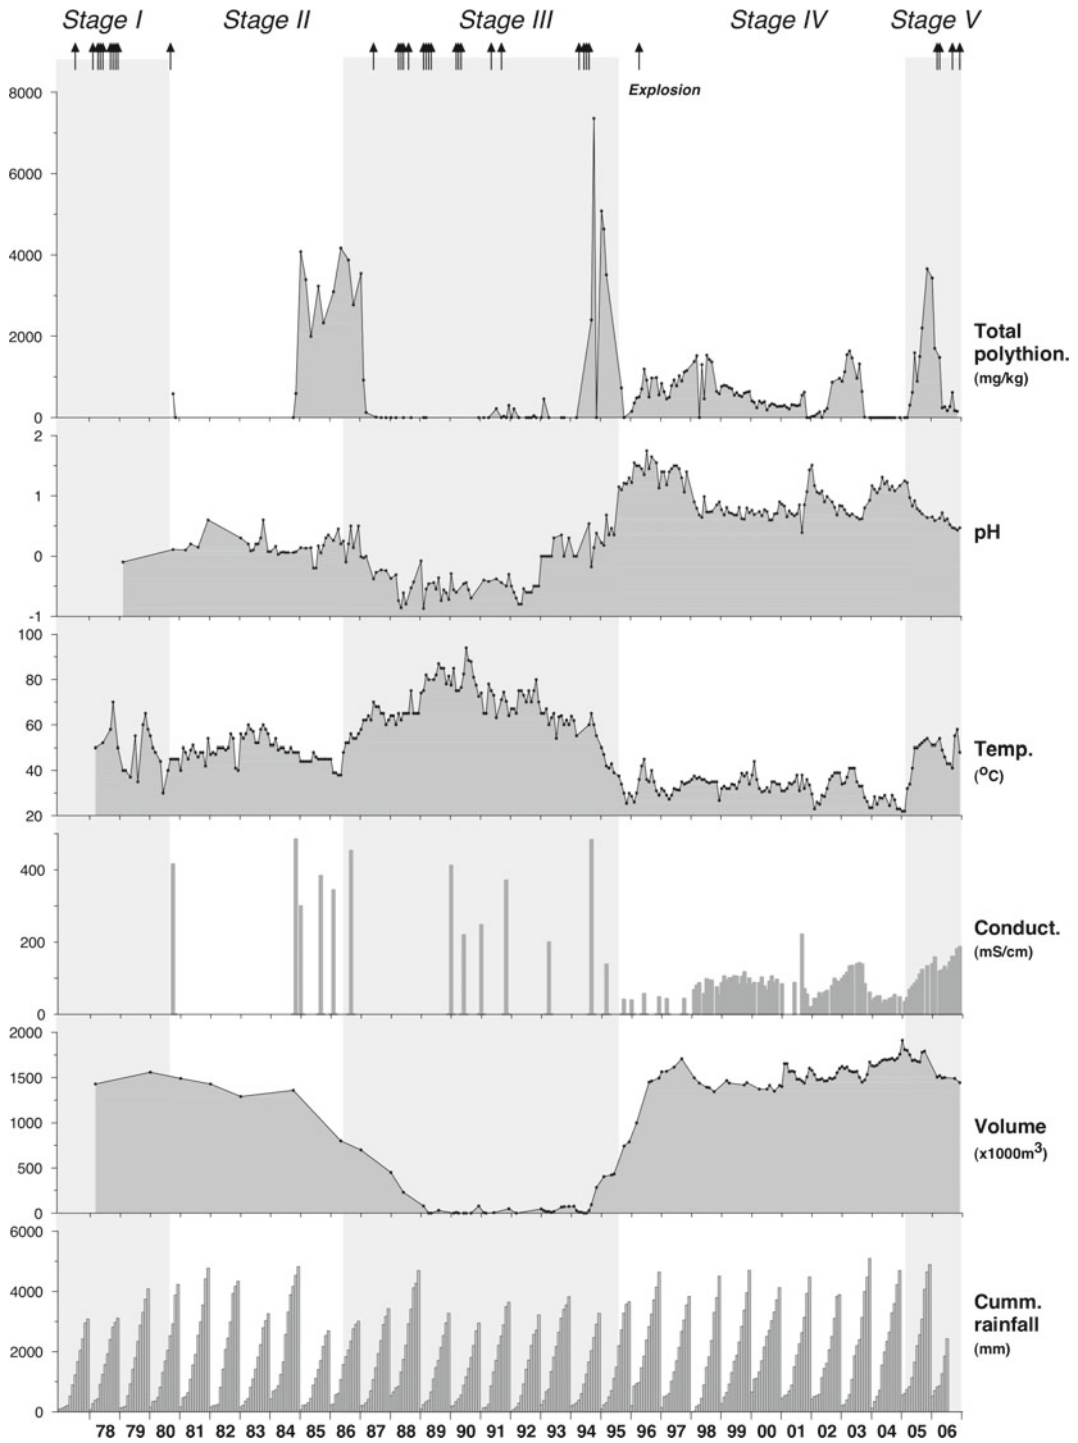 Stage I Stage II Stage III Stage IV Stage V
Explosion
8000
6000
4000
2000
0
Total
polythion.
(mg/kg)
2
1
0
-1
pH
100
80
60
40
20
Temp.
(°C)
400
200
0
Conduct.
(mS/cm)
2000
1500
1000
500
0
Volume
(x1000m³)
6000
4000
2000
0
Cumm.
rainfall
(mm)
78 79 80 81 82 83 84 85 86 87 88 89 90 91 92 93 94 95 96 97 98 99 00 01 02 03 04 05 06